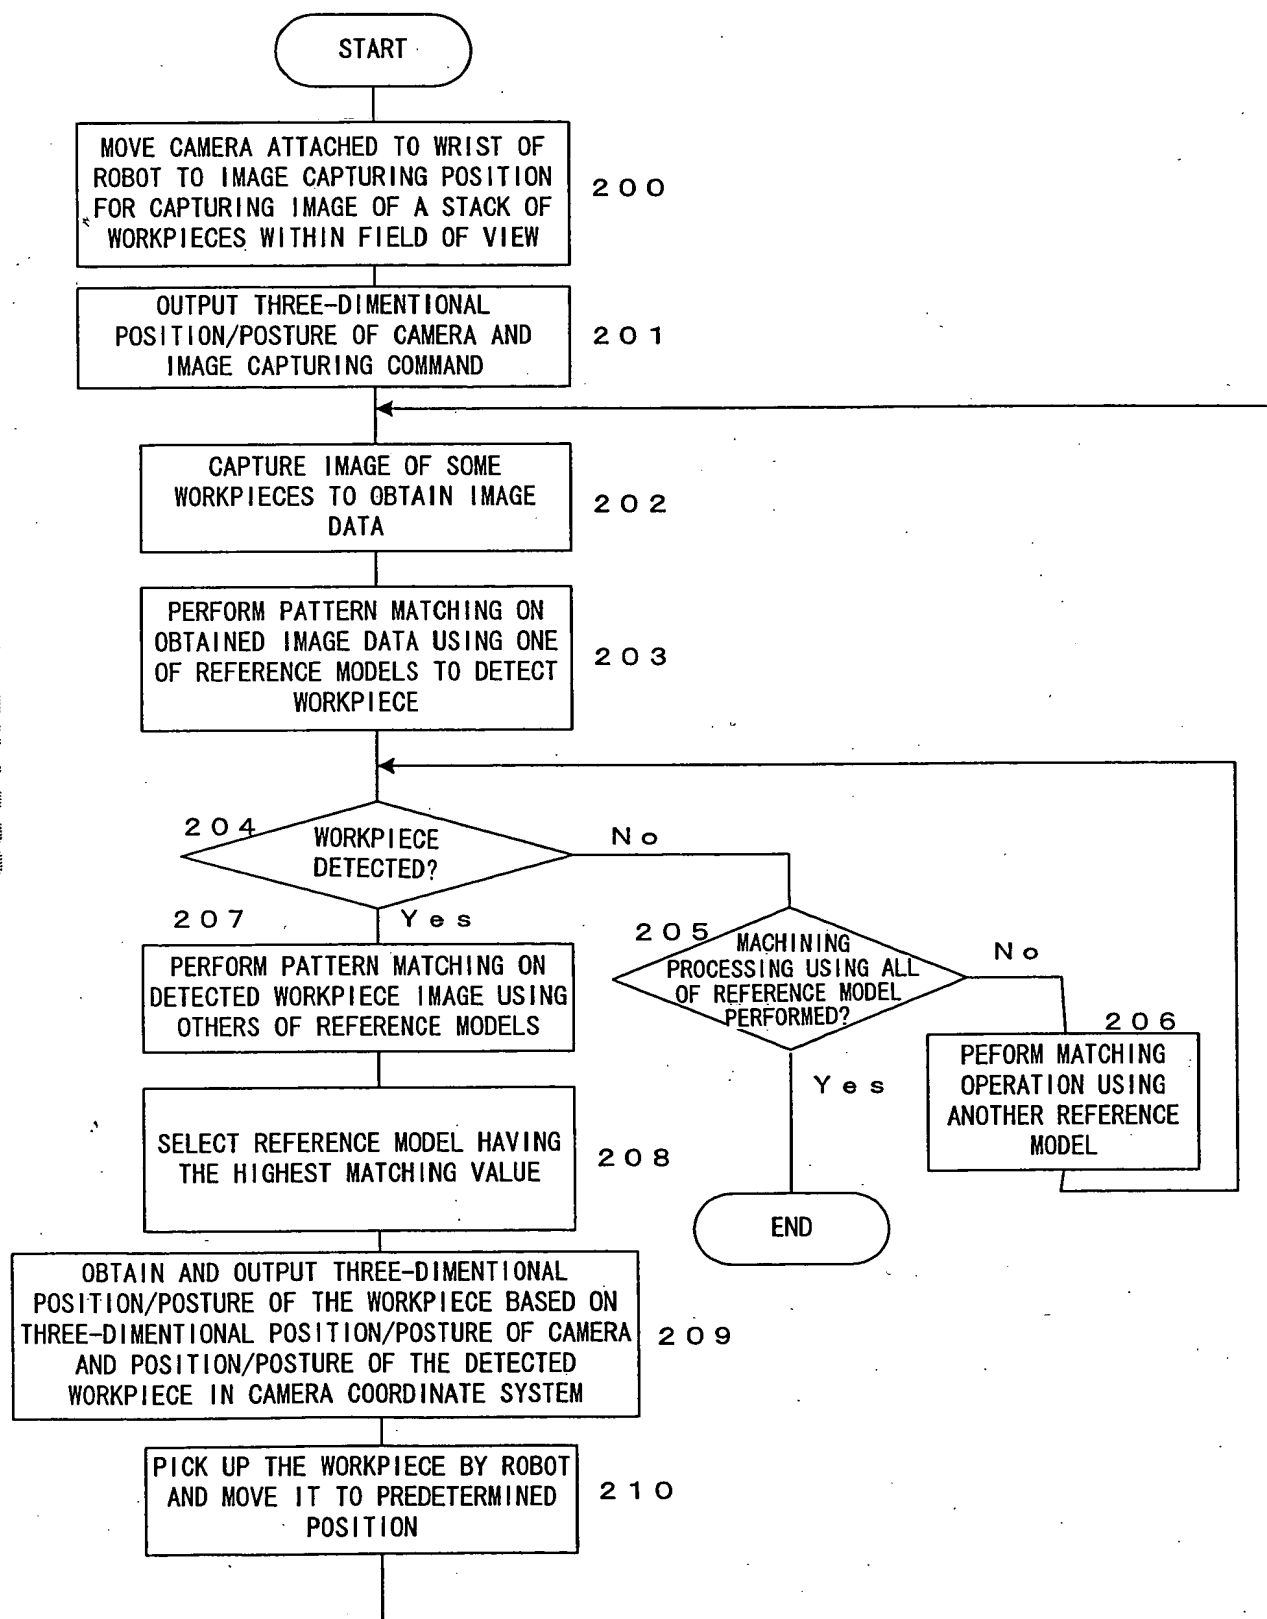 START
MOVE CAMERA ATTACHED TO WRIST OF
ROBOT TO IMAGE CAPTURING POSITION
FOR CAPTURING IMAGE OF A STACK OF
WORKPIECES WITHIN FIELD OF VIEW
200
OUTPUT THREE-DIMENTIONAL
POSITION/POSTURE OF CAMERA AND
IMAGE CAPTURING COMMAND
201
CAPTURE IMAGE OF SOME
WORKPIECES TO OBTAIN IMAGE
DATA
202
PERFORM PATTERN MATCHING ON
OBTAINED IMAGE DATA USING ONE
OF REFERENCE MODELS TO DETECT
WORKPIECE
203
204
WORKPIECE
DETECTED?
No
Yes
205
MACHINING
PROCESSING USING ALL
OF REFERENCE MODEL
PERFORMED?
No
Yes
206
PEFORM MATCHING
OPERATION USING
ANOTHER REFERENCE
MODEL
END
207
PERFORM PATTERN MATCHING ON
DETECTED WORKPIECE IMAGE USING
OTHERS OF REFERENCE MODELS
SELECT REFERENCE MODEL HAVING
THE HIGHEST MATCHING VALUE
208
OBTAIN AND OUTPUT THREE-DIMENTIONAL
POSITION/POSTURE OF THE WORKPIECE BASED ON
THREE-DIMENTIONAL POSITION/POSTURE OF CAMERA
AND POSITION/POSTURE OF THE DETECTED
WORKPIECE IN CAMERA COORDINATE SYSTEM
209
PICK UP THE WORKPIECE BY ROBOT
AND MOVE IT TO PREDETERMINED
POSITION
210